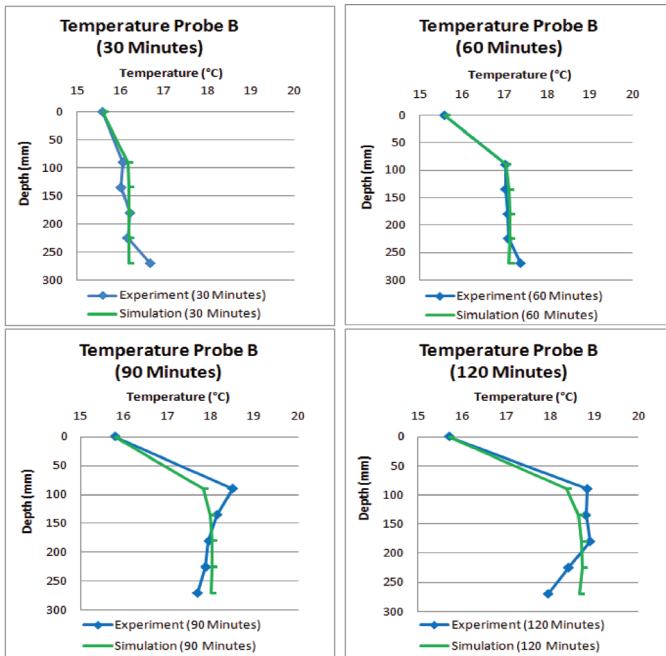 Temperature Probe B
(30 Minutes)
Temperature (°C)
15 16 17 18 19 20
0
50
100
150
200
250
300
Depth (mm)
Experiment (30 Minutes)
Simulation (30 Minutes)
Temperature Probe B
(60 Minutes)
Temperature (°C)
15 16 17 18 19 20
0
50
100
150
200
250
300
Depth (mm)
Experiment (60 Minutes)
Simulation (60 Minutes)
Temperature Probe B
(90 Minutes)
Temperature (°C)
15 16 17 18 19 20
0
50
100
150
200
250
300
Depth (mm)
Experiment (90 Minutes)
Simulation (90 Minutes)
Temperature Probe B
(120 Minutes)
Temperature (°C)
15 16 17 18 19 20
0
50
100
150
200
250
300
Depth (mm)
Experiment (120 Minutes)
Simulation (120 Minutes)